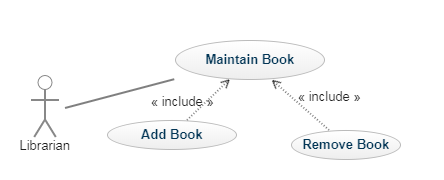 Maintain Book
« include »
« include »
Add Book
Librarian
Remove Book